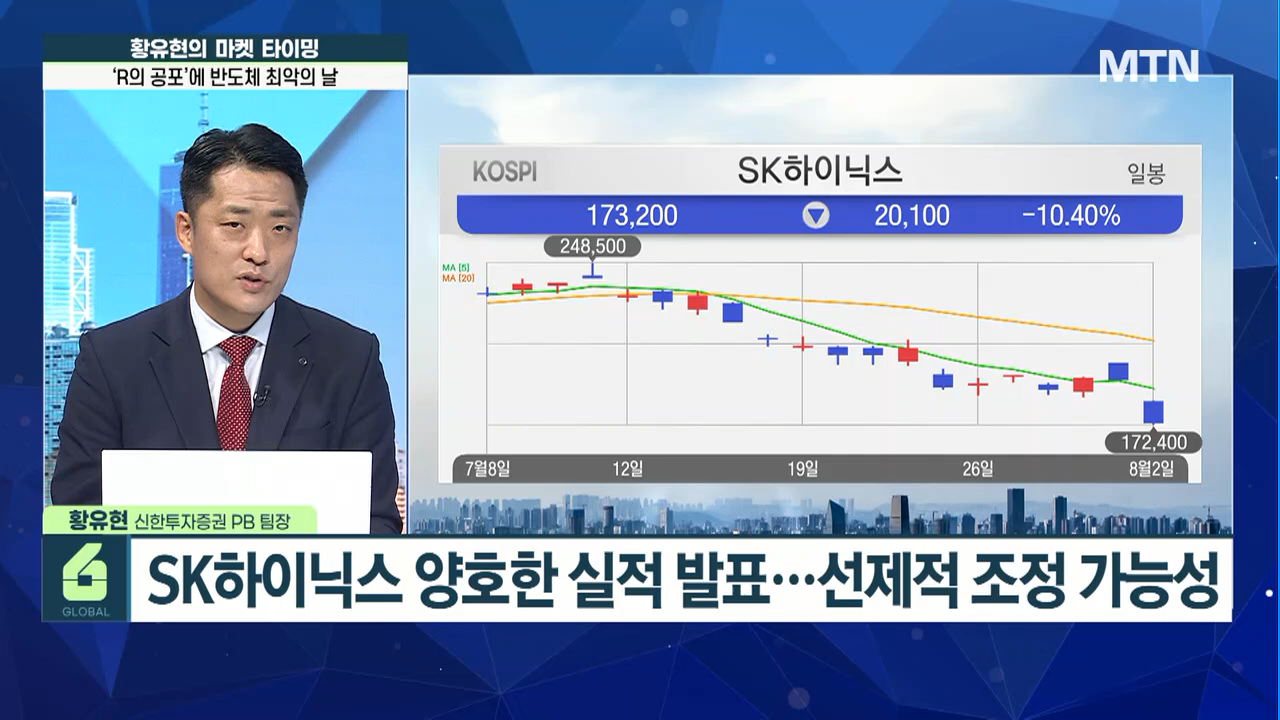 황유현의 마켓 타이밍
‘R의 공포’에 반도체 최악의 날
MTN
KOSPI
SK하이닉스
일봉
173,200
20,100
-10.40%
248,500
MA [5]
MA [20]
172,400
7월8일
12일
19일
26일
8월2일
황유현 신한투자증권 PB 팀장
GLOBAL
SK하이닉스 양호한 실적 발표…선제적 조정 가능성